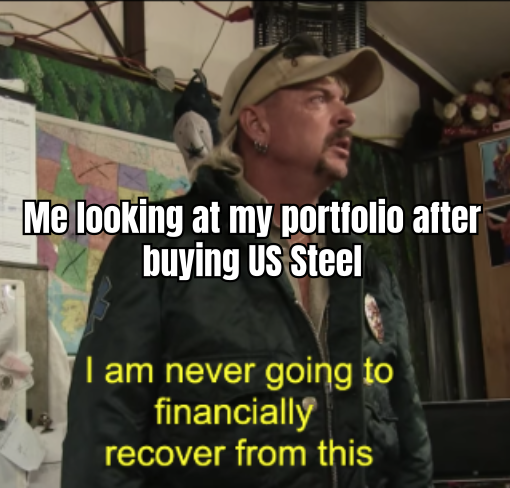 Me looking at my portfolio after
buying US Steel
I am never going to
financially
recover from this